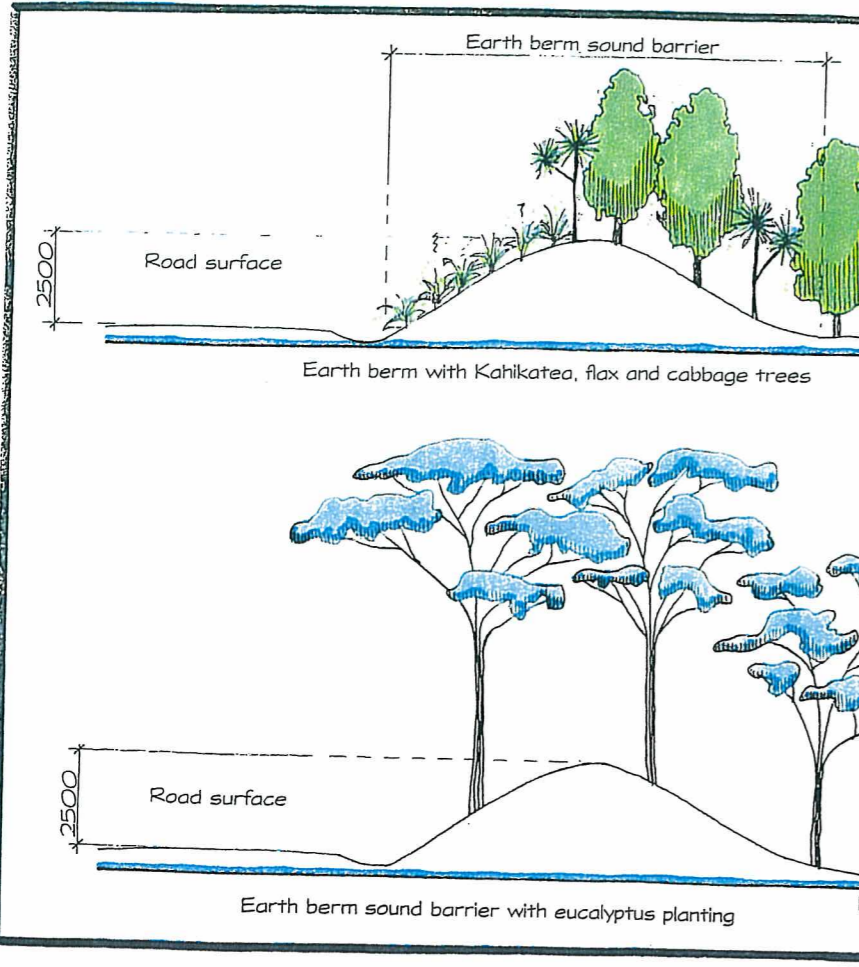 Earth berm sound barrier
2500
Road surface
Earth berm with Kahikatea, flax and cabbage trees
2500
Road surface
Earth berm sound barrier with eucalyptus planting